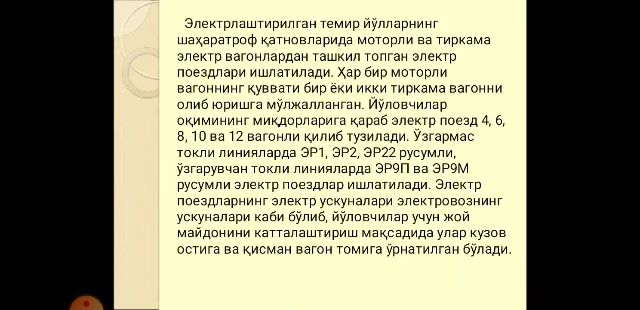 Электрлаштирилган темир йўлларнинг
шаҳаратроф қатновларида моторли ва тиркама
электр вагонлардан ташкил топган электр
поездлари ишлатилади. Ҳар бир моторли
вагоннинг қуввати бир ёки икки тиркама вагонни
олиб юришга мўлжалланган. Йўловчилар
оқимининг миқдорларига қараб электр поезд 4, 6,
8, 10 ва 12 вагонли қилиб тузилади. Ўзгармас
токли линияларда ЭР1, ЭР2, ЭР22 русумли,
ўзгарувчан токли линияларда ЭР9П ва ЭР9М
русумли электр поездлар ишлатилади. Электр
поездларнинг электр ускуналари электровознинг
ускуналари каби бўлиб, йўловчилар учун жой
майдонини катталаштириш мақсадида улар кузов
остига ва қисман вагон томига ўрнатилган бўлади.